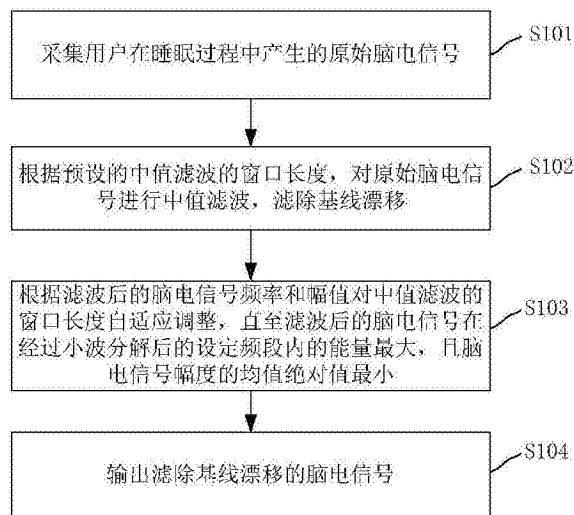 采集用户在睡眠过程中产生的原始脑电信号
S101
根据预设的中值滤波的窗口长度，对原始脑电信
号进行中值滤波，滤除基线漂移
S102
根据滤波后的脑电信号频率和幅值对中值滤波的
窗口长度自适应调整，直至滤波后的脑电信号在
经过小波分解后的设定频段内的能量最大，且脑
电信号幅度的均值绝对值最小
S103
输出滤除基线漂移的脑电信号
S104